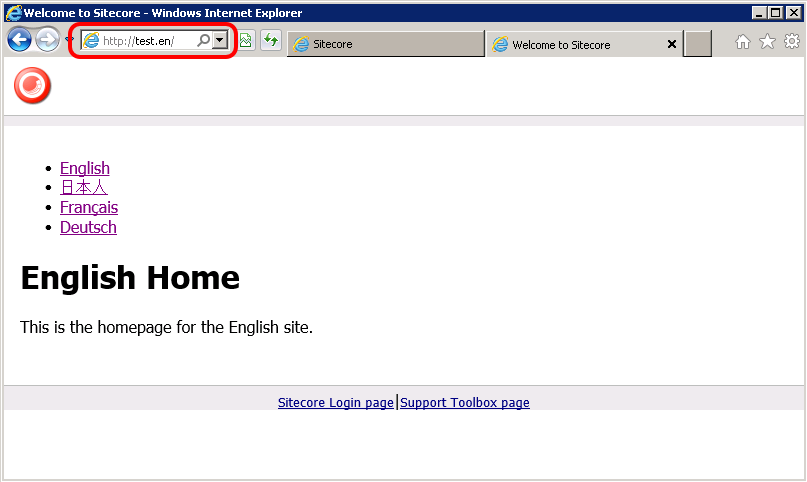 Welcome to Sitecore - Windows Internet Explorer
http://test.en/
Sitecore
Welcome to Sitecore
English
日本人
Français
Deutsch
English Home
This is the homepage for the English site.
Sitecore Login page|Support Toolbox page